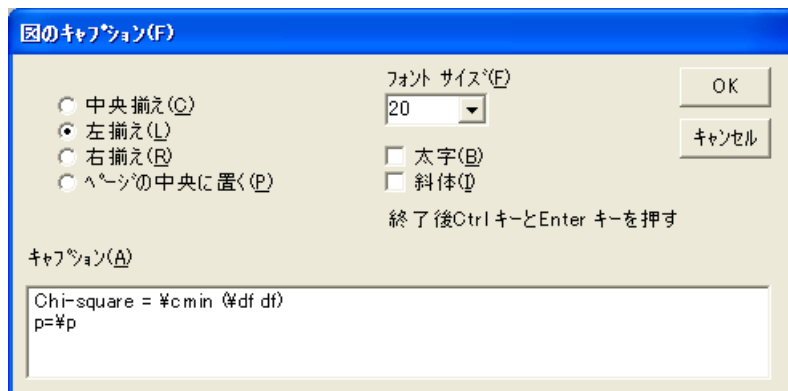 図のｷｬﾌﾟｼｮﾝ(F)
中央揃え(C)
左揃え(L)
右揃え(R)
ﾍﾟｰｼﾞの中央に置く(P)
ﾌｫﾝﾄ ｻｲｽﾞ(F)
20
太字(B)
斜体(I)
終了後Ctrl ｷｰとEnter ｷｰを押す
OK
ｷｬﾝｾﾙ
ｷｬﾌﾟｼｮﾝ(A)
Chi-square = ¥cmin (¥df df)
p=¥p